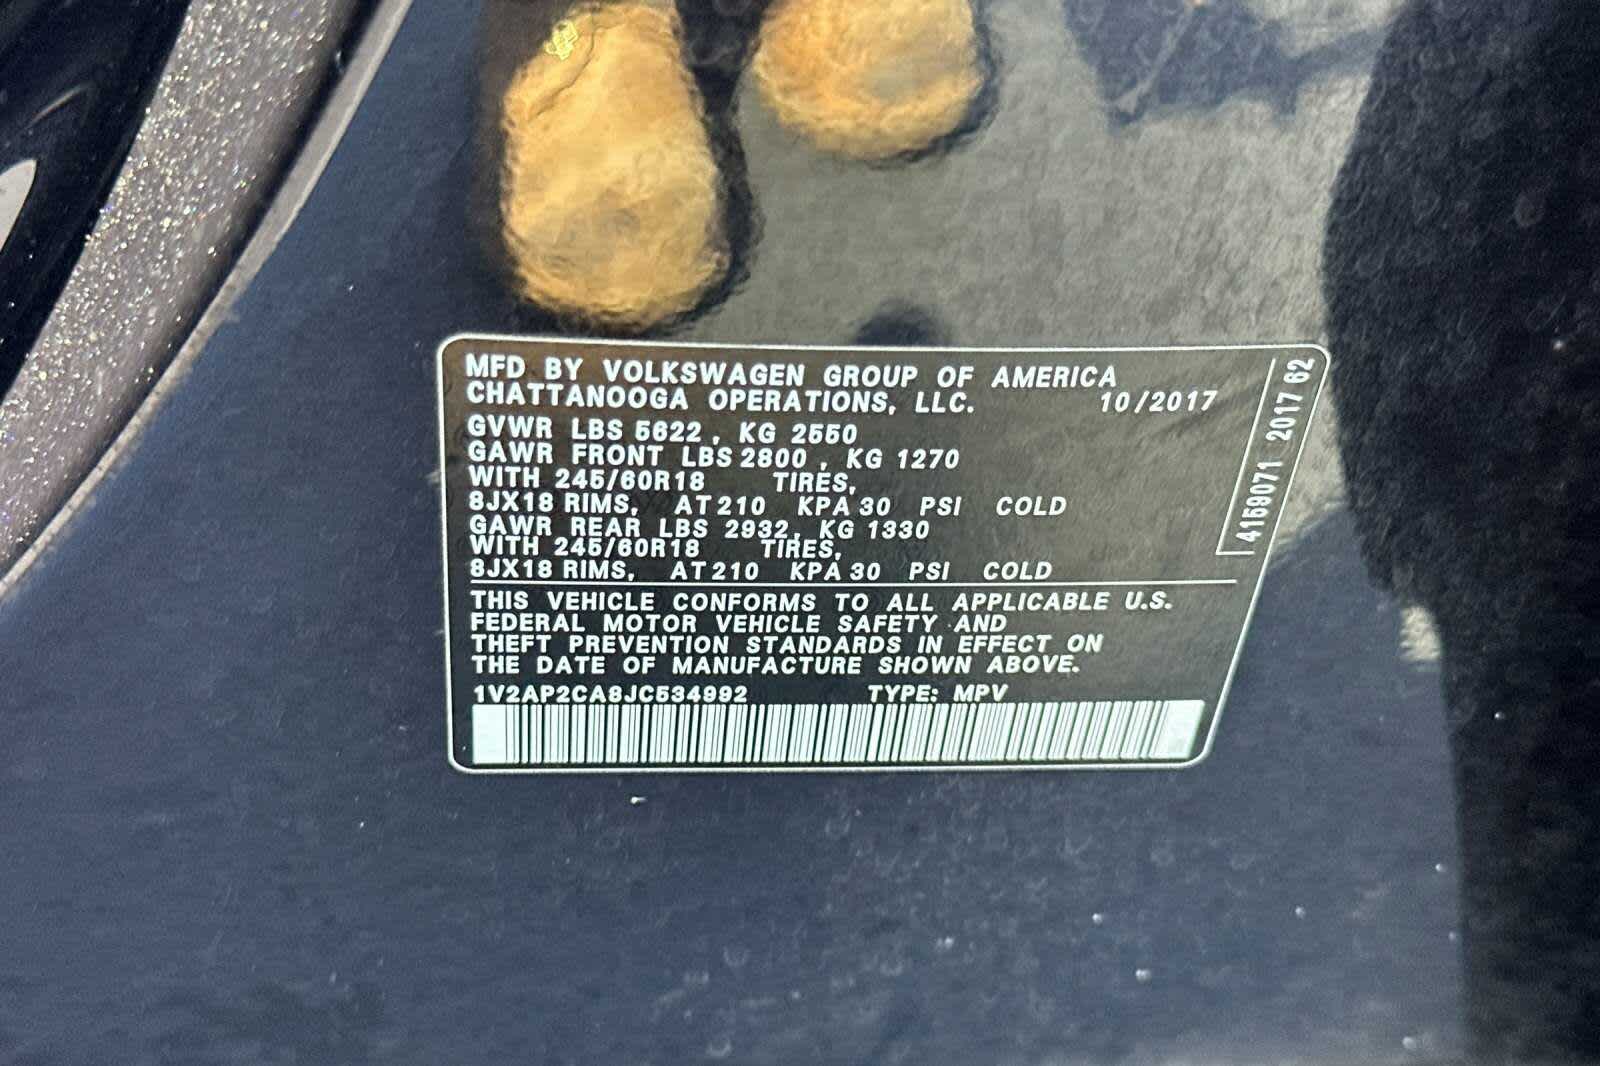 MFD BY VOLKSWAGEN GROUP OF AMERICA
CHATTANOOGA OPERATIONS, LLC. 10/2017
GVWR LBS 5622, KG 2550
GAWR FRONT LBS 2800, KG 1270
WITH 245/60R18 TIRES,
8JX18 RIMS, AT 210 KPA 30 PSI COLD
GAWR REAR LBS 2932, KG 1330
WITH 245/60R18 TIRES,
8JX18 RIMS, AT 210 KPA 30 PSI COLD
THIS VEHICLE CONFORMS TO ALL APPLICABLE U.S.
FEDERAL MOTOR VEHICLE SAFETY AND
THEFT PREVENTION STANDARDS IN EFFECT ON
THE DATE OF MANUFACTURE SHOWN ABOVE.
1V2AP2CA8JC534992 TYPE: MPV
4159071 2017 62